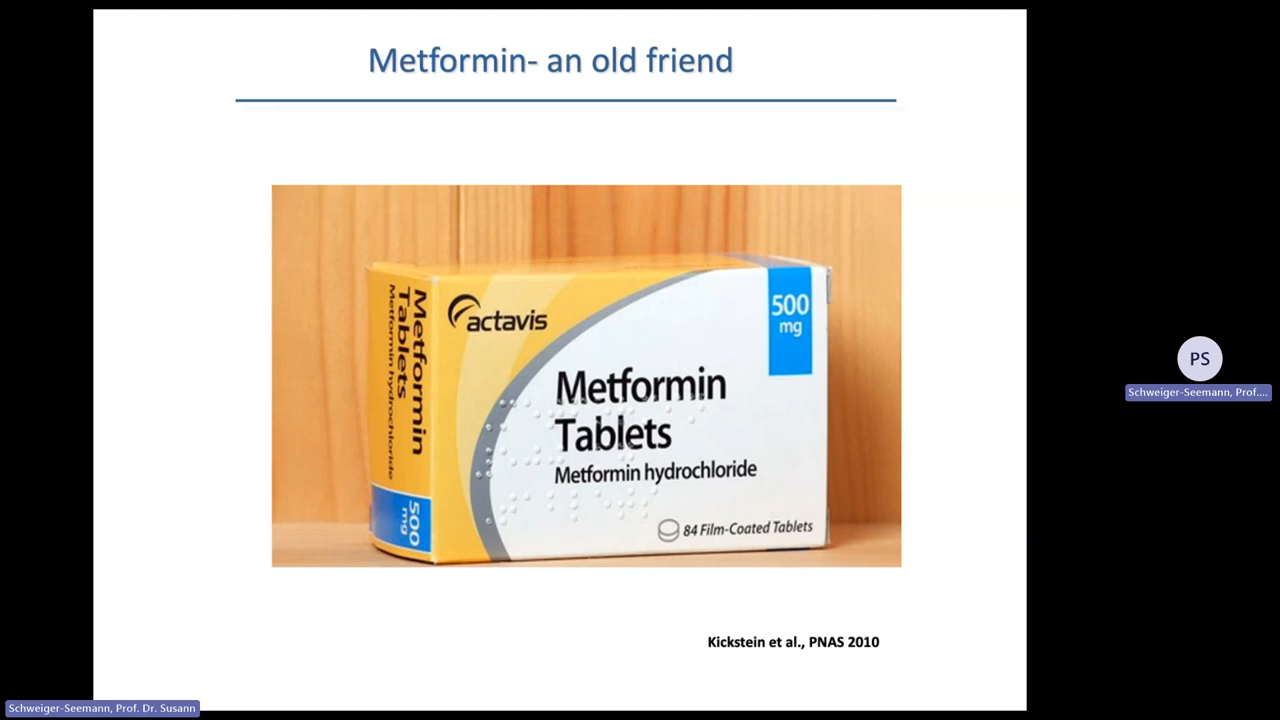 Metformin- an old friend
actavis
500
mg
Metformin
Tablets
Metformin hydrochloride
84 Film-Coated Tablets
Metformin
Tablets
Metformin hydrochloride
500
mg
Kickstein et al., PNAS 2010
PS
Schweiger-Seemann, Prof....
Schweiger-Seemann, Prof. Dr. Susann